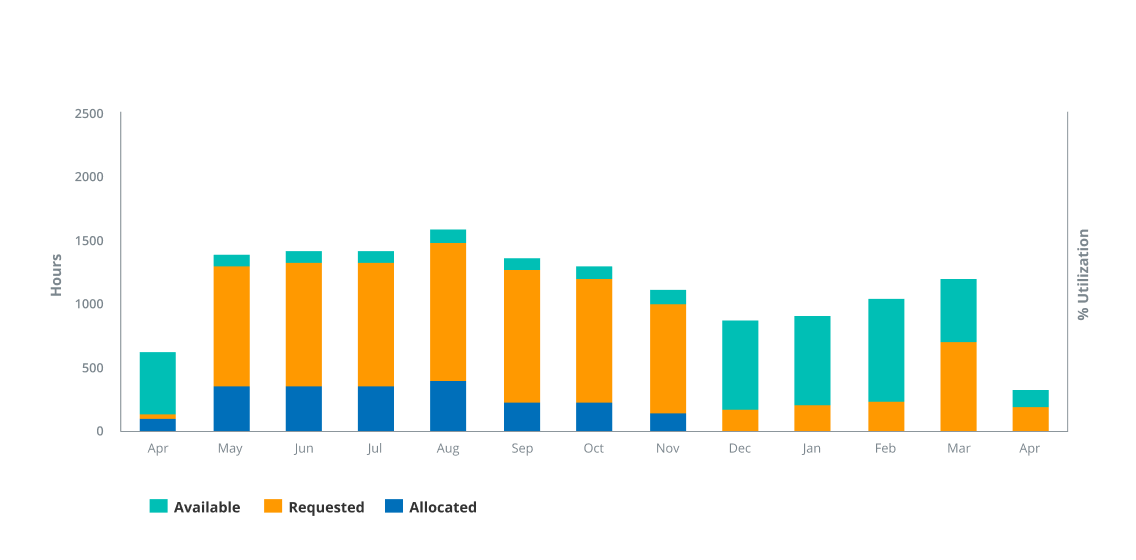 2500
2000
1500
1000
500
0
Hours
% Utilization
Apr May Jun Jul Aug Sep Oct Nov Dec Jan Feb Mar Apr
Available Requested Allocated